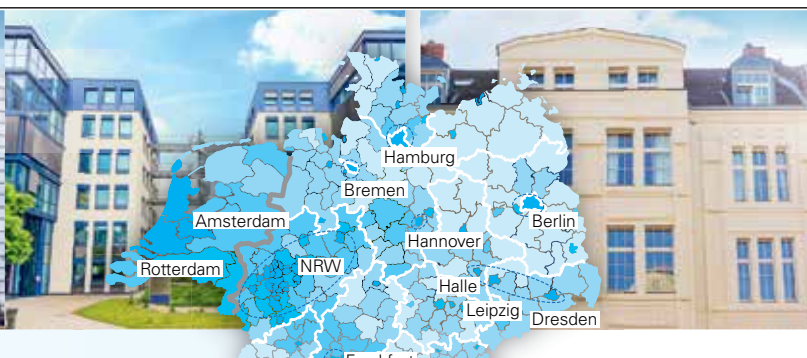 Hamburg
Bremen
Amsterdam
Berlin
Hannover
Rotterdam
NRW
Halle
Leipzig
Dresden